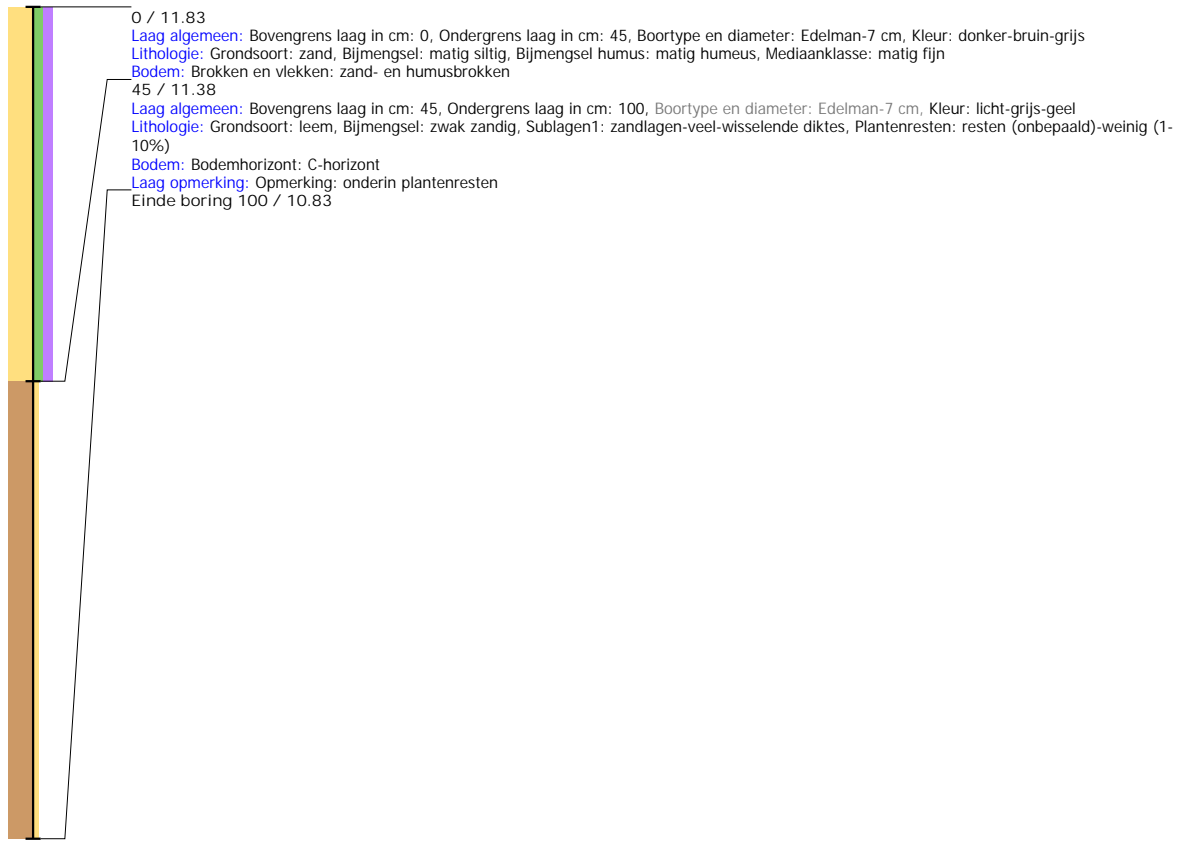 0 / 11.83
Laag algemeen: Bovengrens laag in cm: 0, Ondergrens laag in cm: 45, Boortype en diameter: Edelman-7 cm, Kleur: donker-bruin-grijs
Lithologie: Grondsoort: zand, Bijmengsel: matig siltig, Bijmengsel humus: matig humeus, Mediaanklasse: matig fijn
Bodem: Brokken en vlekken: zand- en humusbrokken
45 / 11.38
Laag algemeen: Bovengrens laag in cm: 45, Ondergrens laag in cm: 100, Boortype en diameter: Edelman-7 cm, Kleur: licht-grijs-geel
Lithologie: Grondsoort: leem, Bijmengsel: zwak zandig, Sublagen1: zandlagen-veel-wisselende diktes, Plantenresten: resten (onbepaald)-weinig (1-
10%)
Bodem: Bodemhorizont: C-horizont
Laag opmerking: Opmerking: onderin plantenresten
Einde boring 100 / 10.83